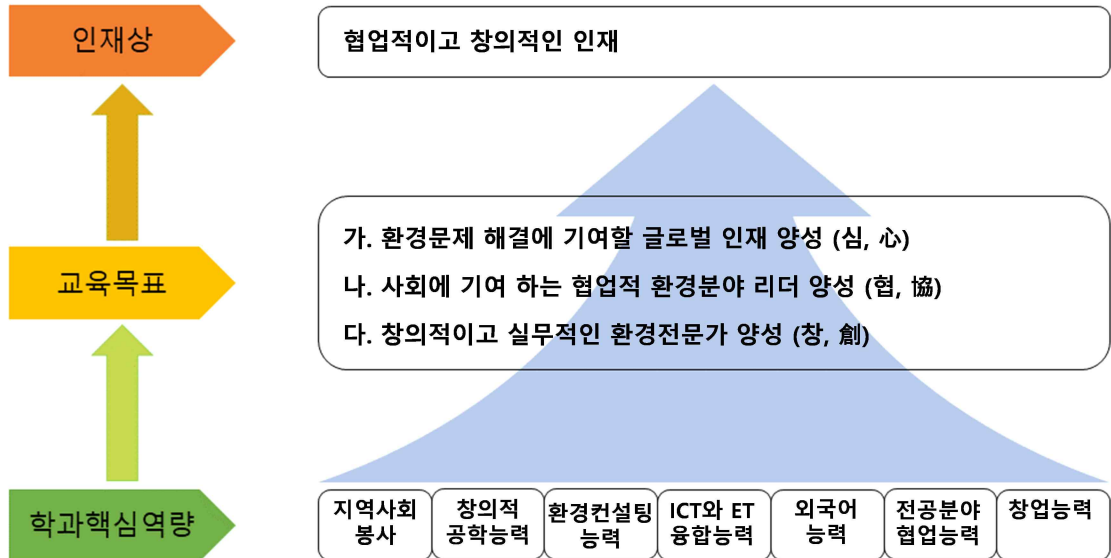 인재상
협업적이고 창의적인 인재
교육목표
가. 환경문제 해결에 기여할 글로벌 인재 양성 (심, 心)
나. 사회에 기여 하는 협업적 환경분야 리더 양성 (협, 協)
다. 창의적이고 실무적인 환경전문가 양성 (창, 創)
학과핵심역량
지역사회
봉사
창의적
공학능력
환경컨설팅
능력
ICT와 ET
융합능력
외국어
능력
전공분야
협업능력
창업능력